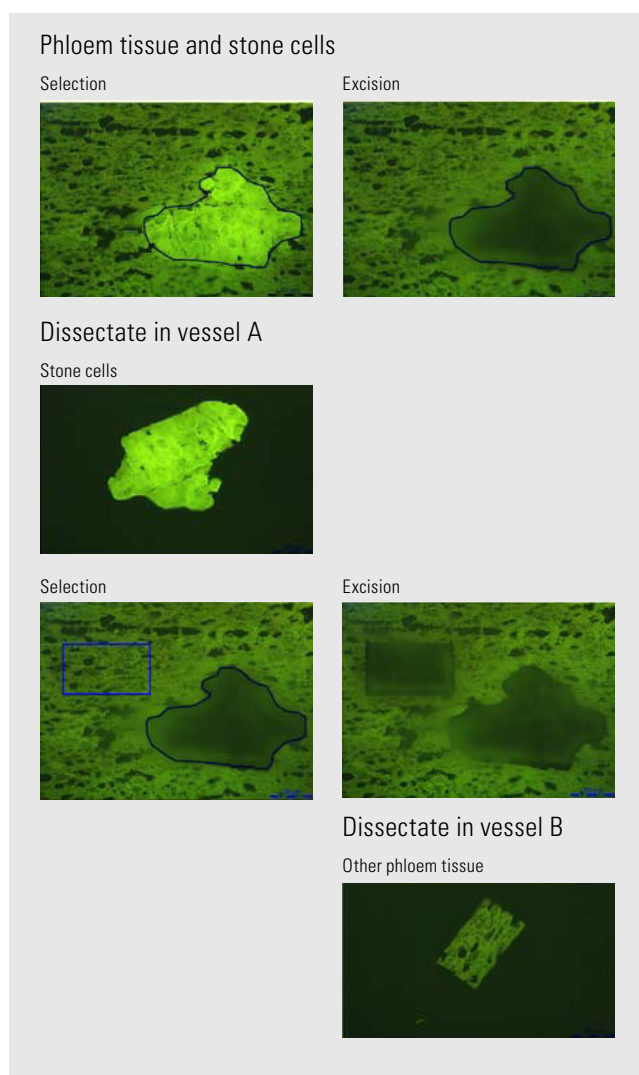 Phloem tissue and stone cells
Selection
Excision
Dissectate in vessel A
Stone cells
Selection
Excision
Dissectate in vessel B
Other phloem tissue